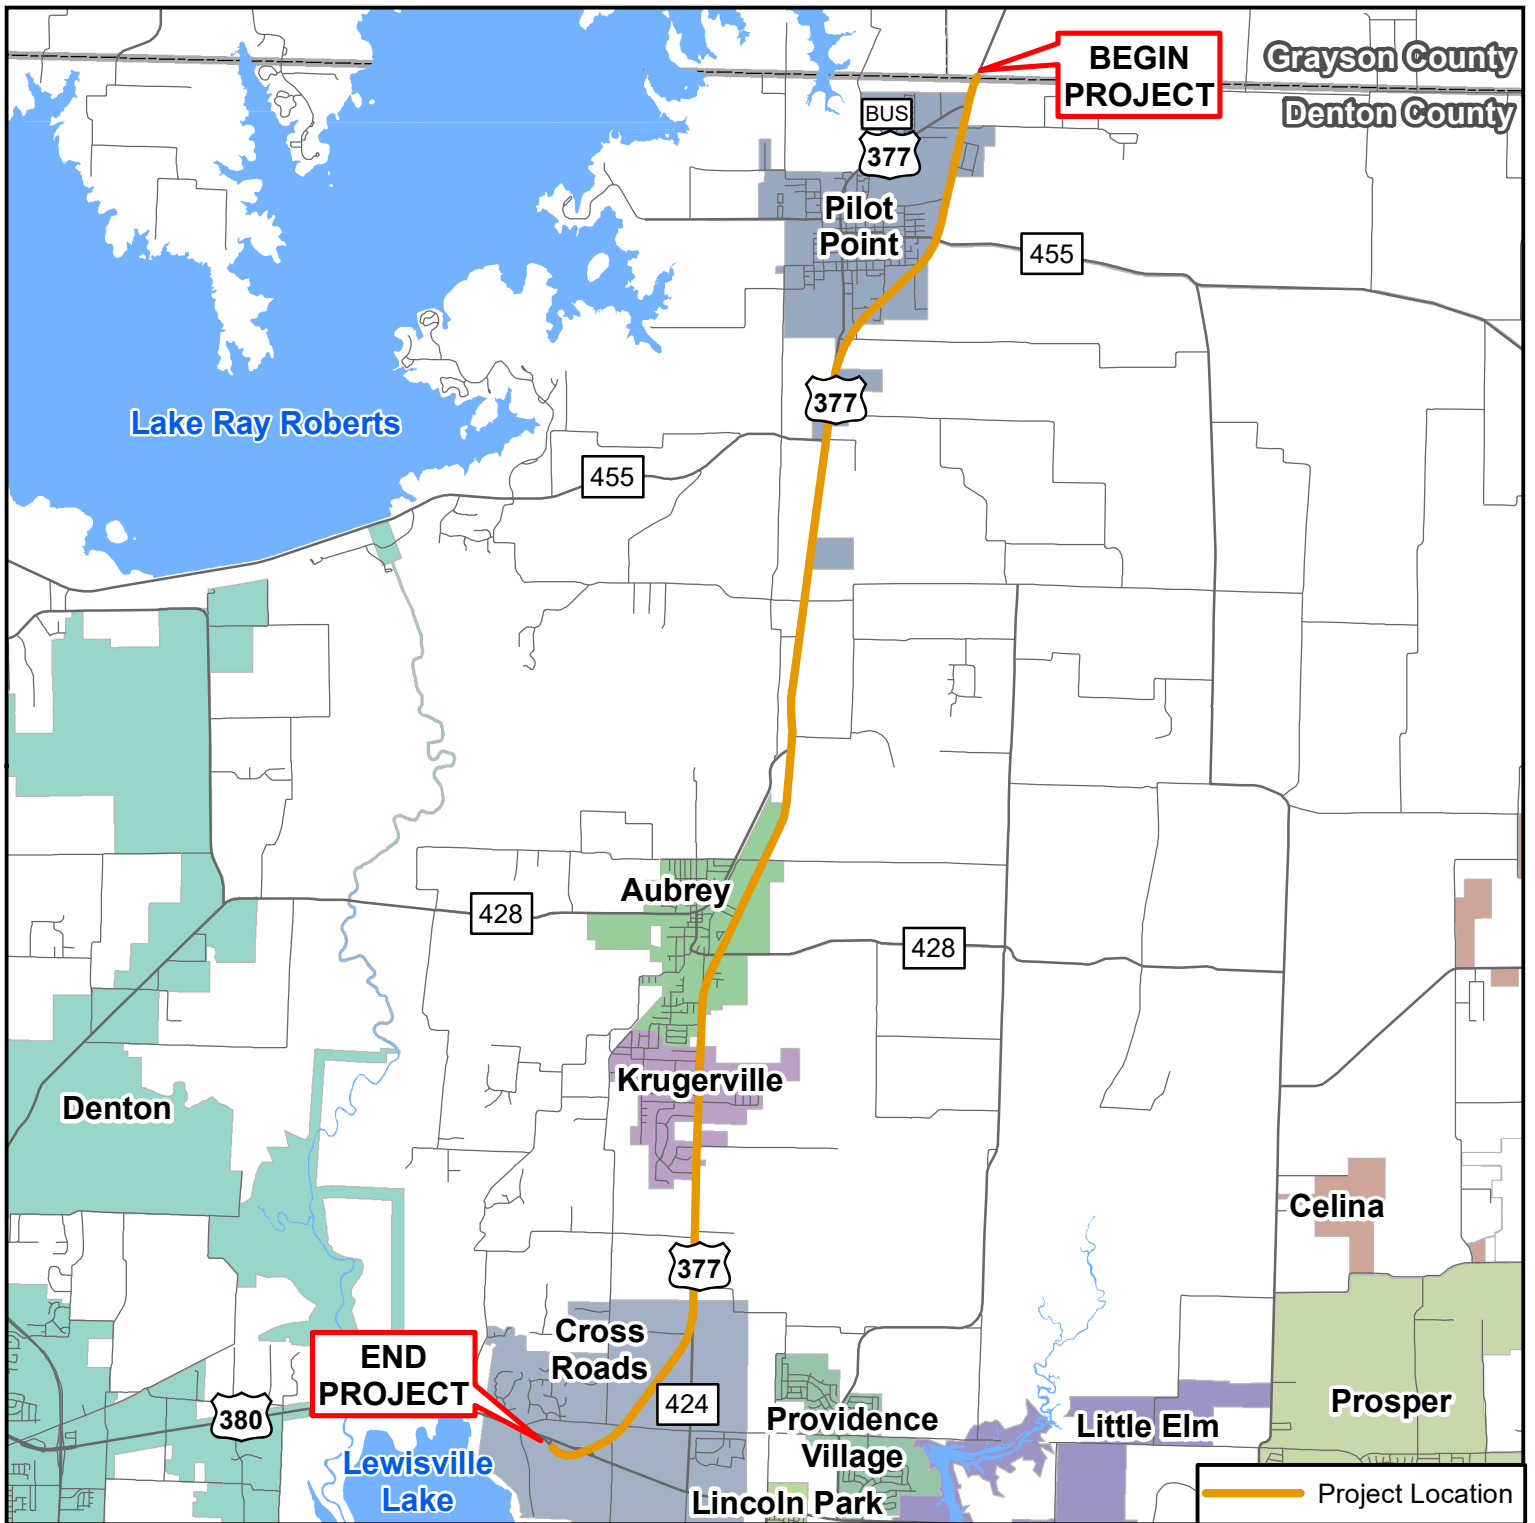 BEGIN
PROJECT
Grayson County
Denton County
BUS
377
Pilot
Point
455
377
Lake Ray Roberts
455
Aubrey
428
428
Krugerville
Denton
Celina
377
Cross
Roads
END
PROJECT
424
380
Prosper
Providence
Village
Little Elm
Lewisville
Lake
Lincoln Park
Project Location